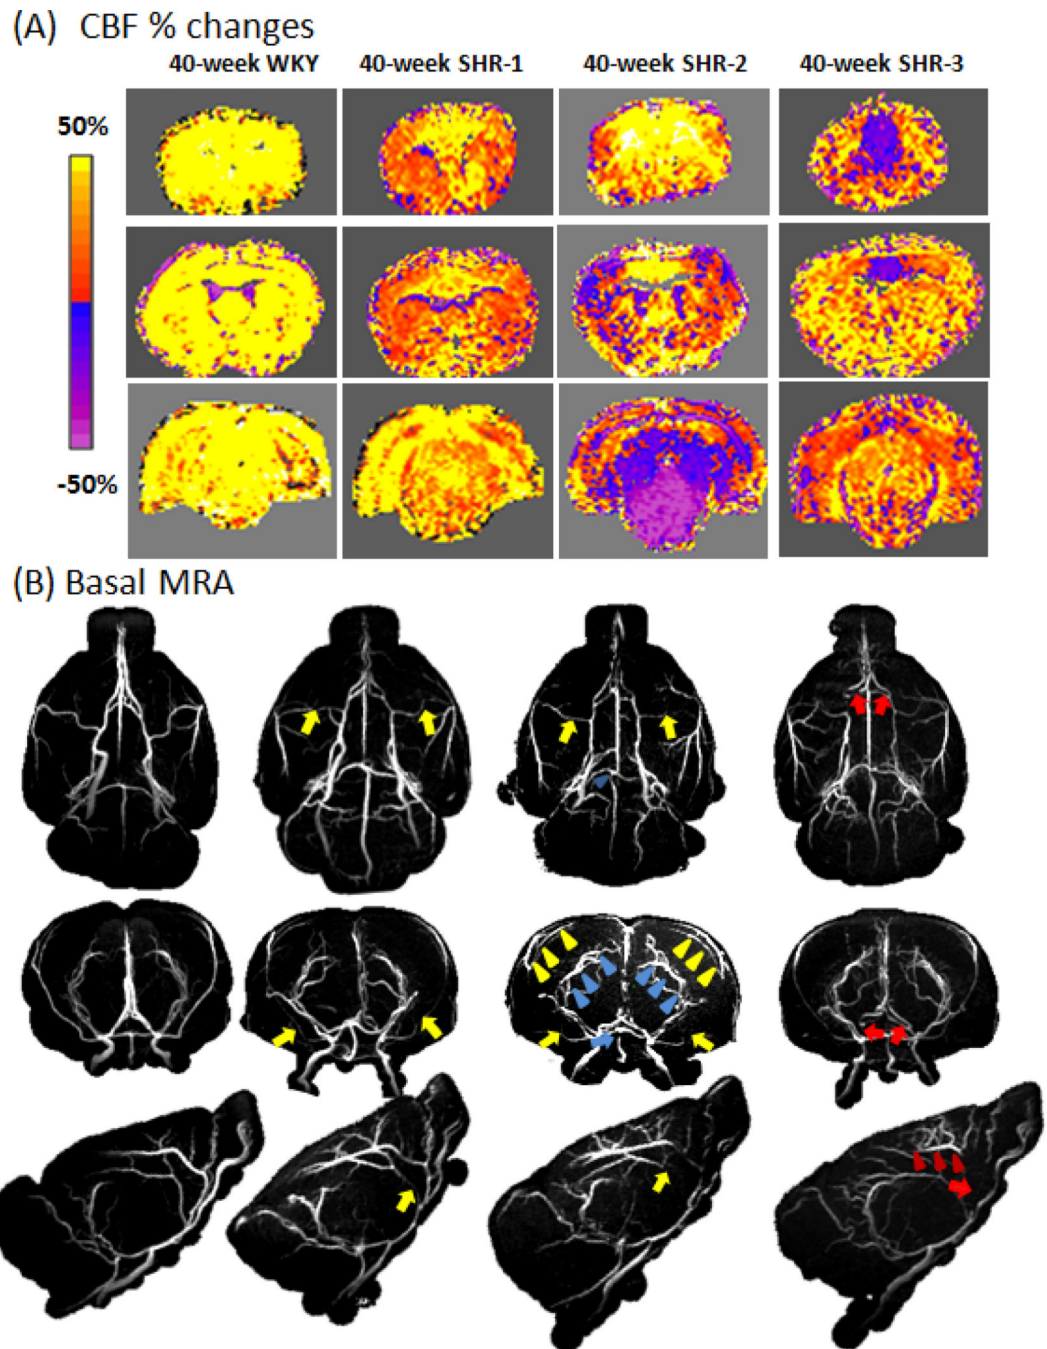 (A) CBF % changes
40-week WKY 40-week SHR-1 40-week SHR-2 40-week SHR-3
50%
-50%
(B) Basal MRA